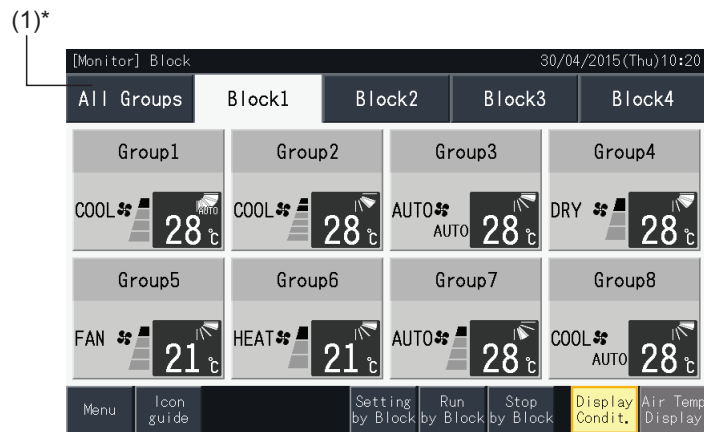 (1)*
[Monitor] Block 30/04/2015(Thu)10:20
All Groups Block1 Block2 Block3 Block4
Group1 Group2 Group3 Group4
COOL AUTO 28℃ COOL 28℃ AUTO AUTO 28℃ DRY 28℃
Group5 Group6 Group7 Group8
FAN 21℃ HEAT 21℃ AUTO 28℃ COOL AUTO 28℃
Menu Icon guide Setting by Block Run by Block Stop by Block Display Condit. Air Temp Display